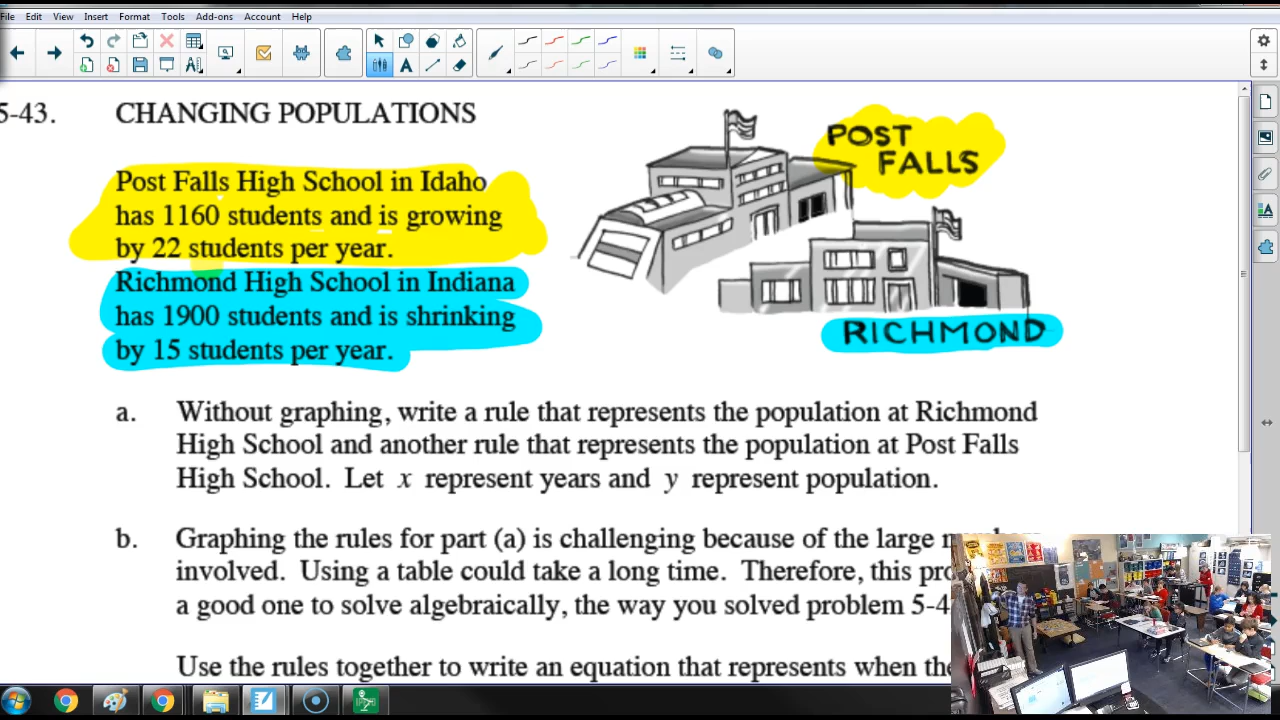 File Edit View Insert Format Tools Add-ons Account Help
5-43. CHANGING POPULATIONS
POST
FALLS
Post Falls High School in Idaho
has 1160 students and is growing
by 22 students per year.
Richmond High School in Indiana
has 1900 students and is shrinking
by 15 students per year.
RICHMOND
a. Without graphing, write a rule that represents the population at Richmond
High School and another rule that represents the population at Post Falls
High School. Let x represent years and y represent population.
b. Graphing the rules for part (a) is challenging because of the large
involved. Using a table could take a long time. Therefore, this
a good one to solve algebraically, the way you solved problem 5-4
Use the rules together to write an equation that represents when